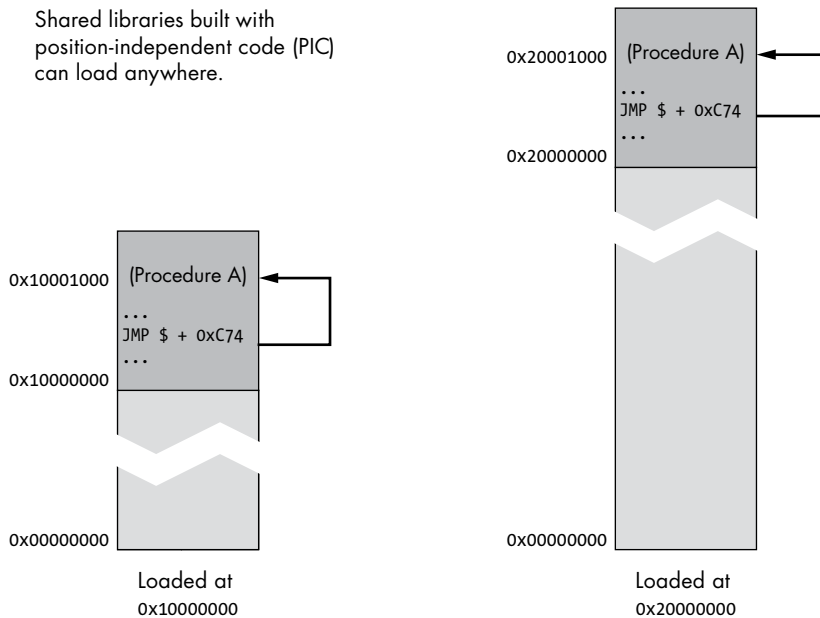 Shared libraries built with
position-independent code (PIC)
can load anywhere.
0x10001000
(Procedure A)
...
JMP $ + 0xC74
...
0x10000000
0x00000000
Loaded at
0x10000000
0x20001000
(Procedure A)
...
JMP $ + 0xC74
...
0x20000000
0x00000000
Loaded at
0x20000000